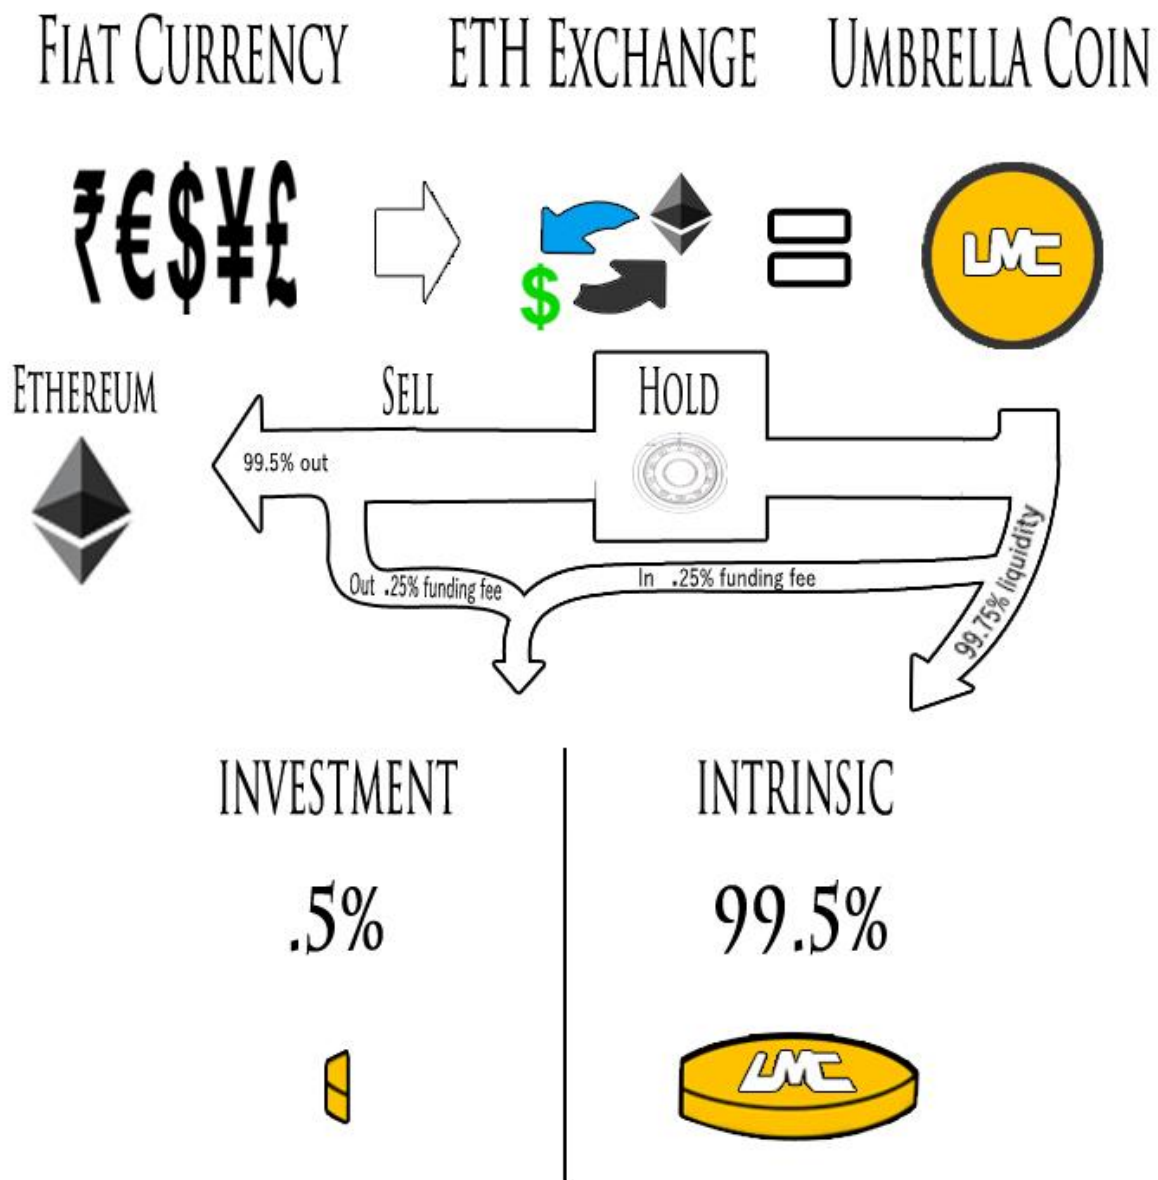 FIAT CURRENCY
ETH EXCHANGE
UMBRELLA COIN
₹€$¥£
$
UMC
ETHEREUM
SELL
HOLD
99.5% out
Out .25% funding fee
In .25% funding fee
99.75% liquidity
INVESTMENT
INTRINSIC
.5%
99.5%
UMC